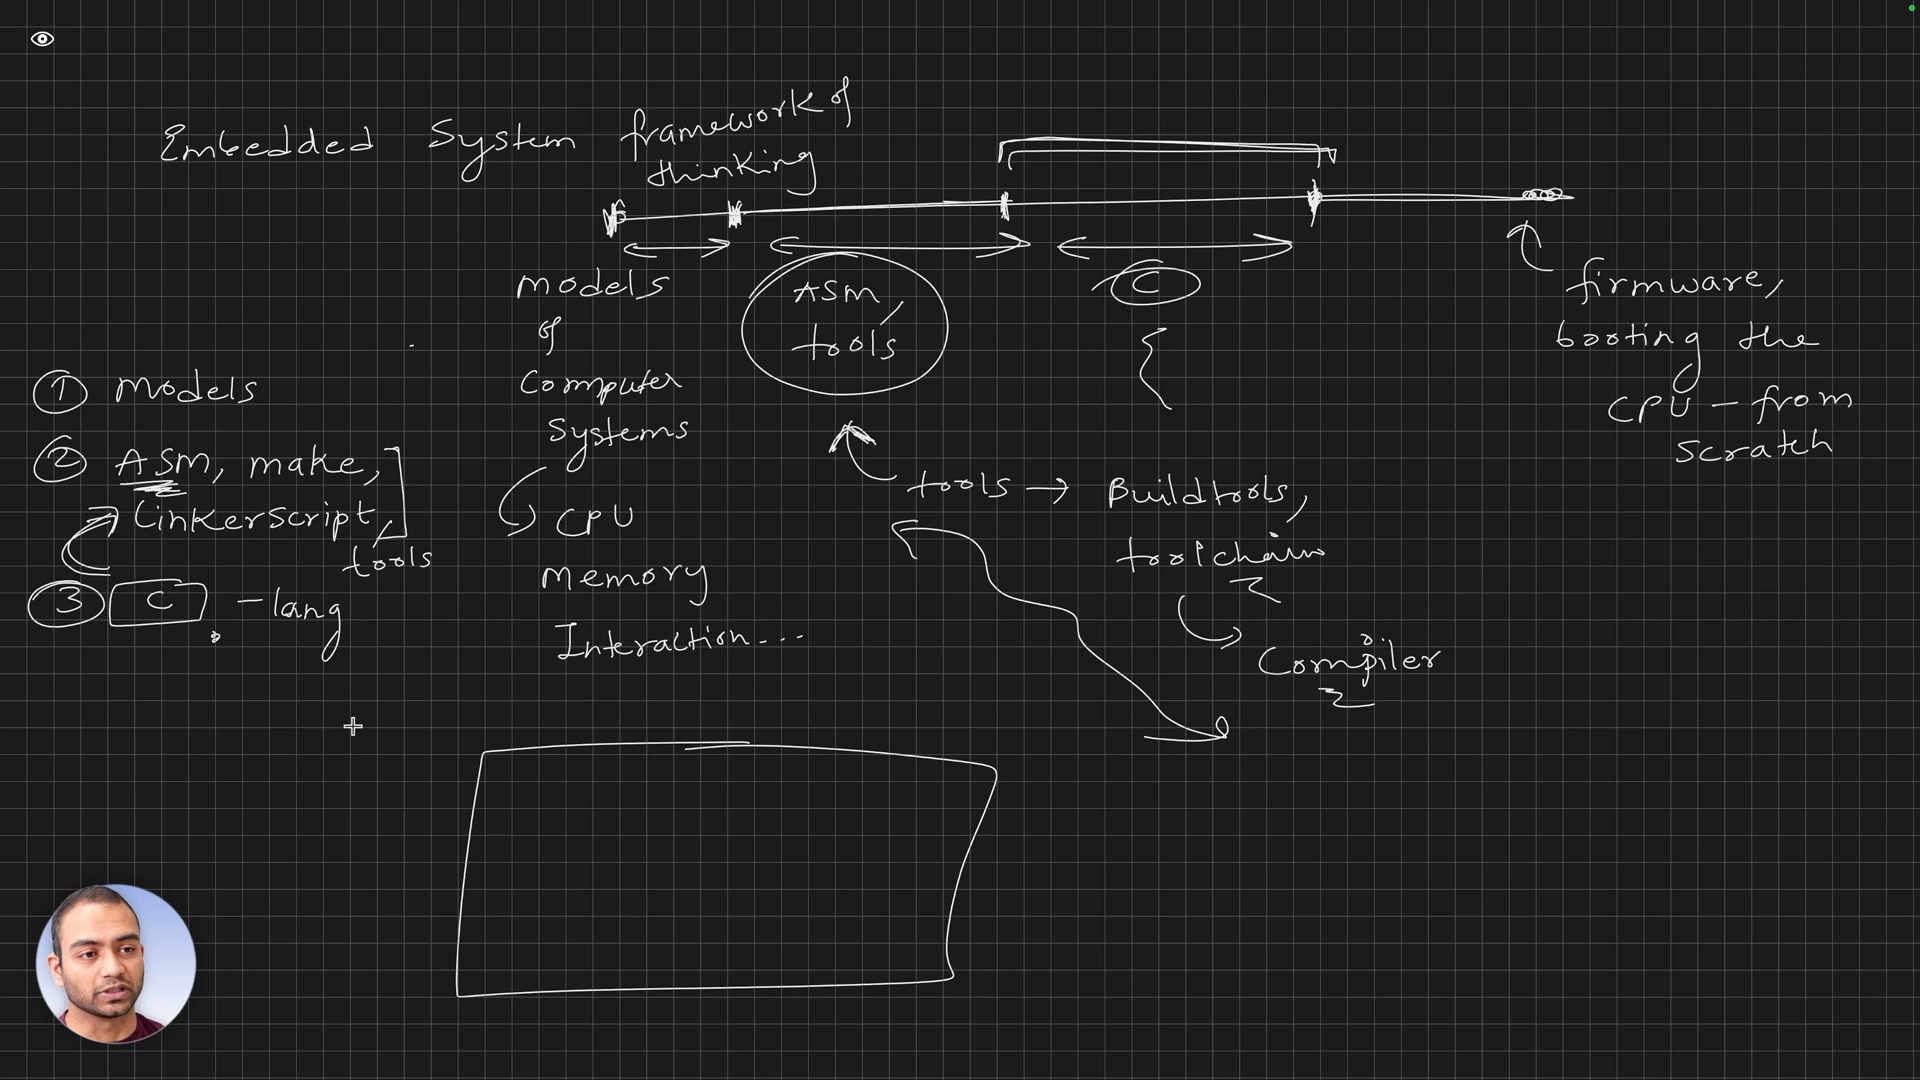 Embedded System framework of
thinking
models
of
Computer
Systems
CPU
Memory
Interaction...
ASM,
tools
C
firmware,
booting the
CPU - from
scratch
① Models
② ASM, make,
Linkerscript,
tools
③ C - lang
tools → Buildtools,
toolchain
Compiler